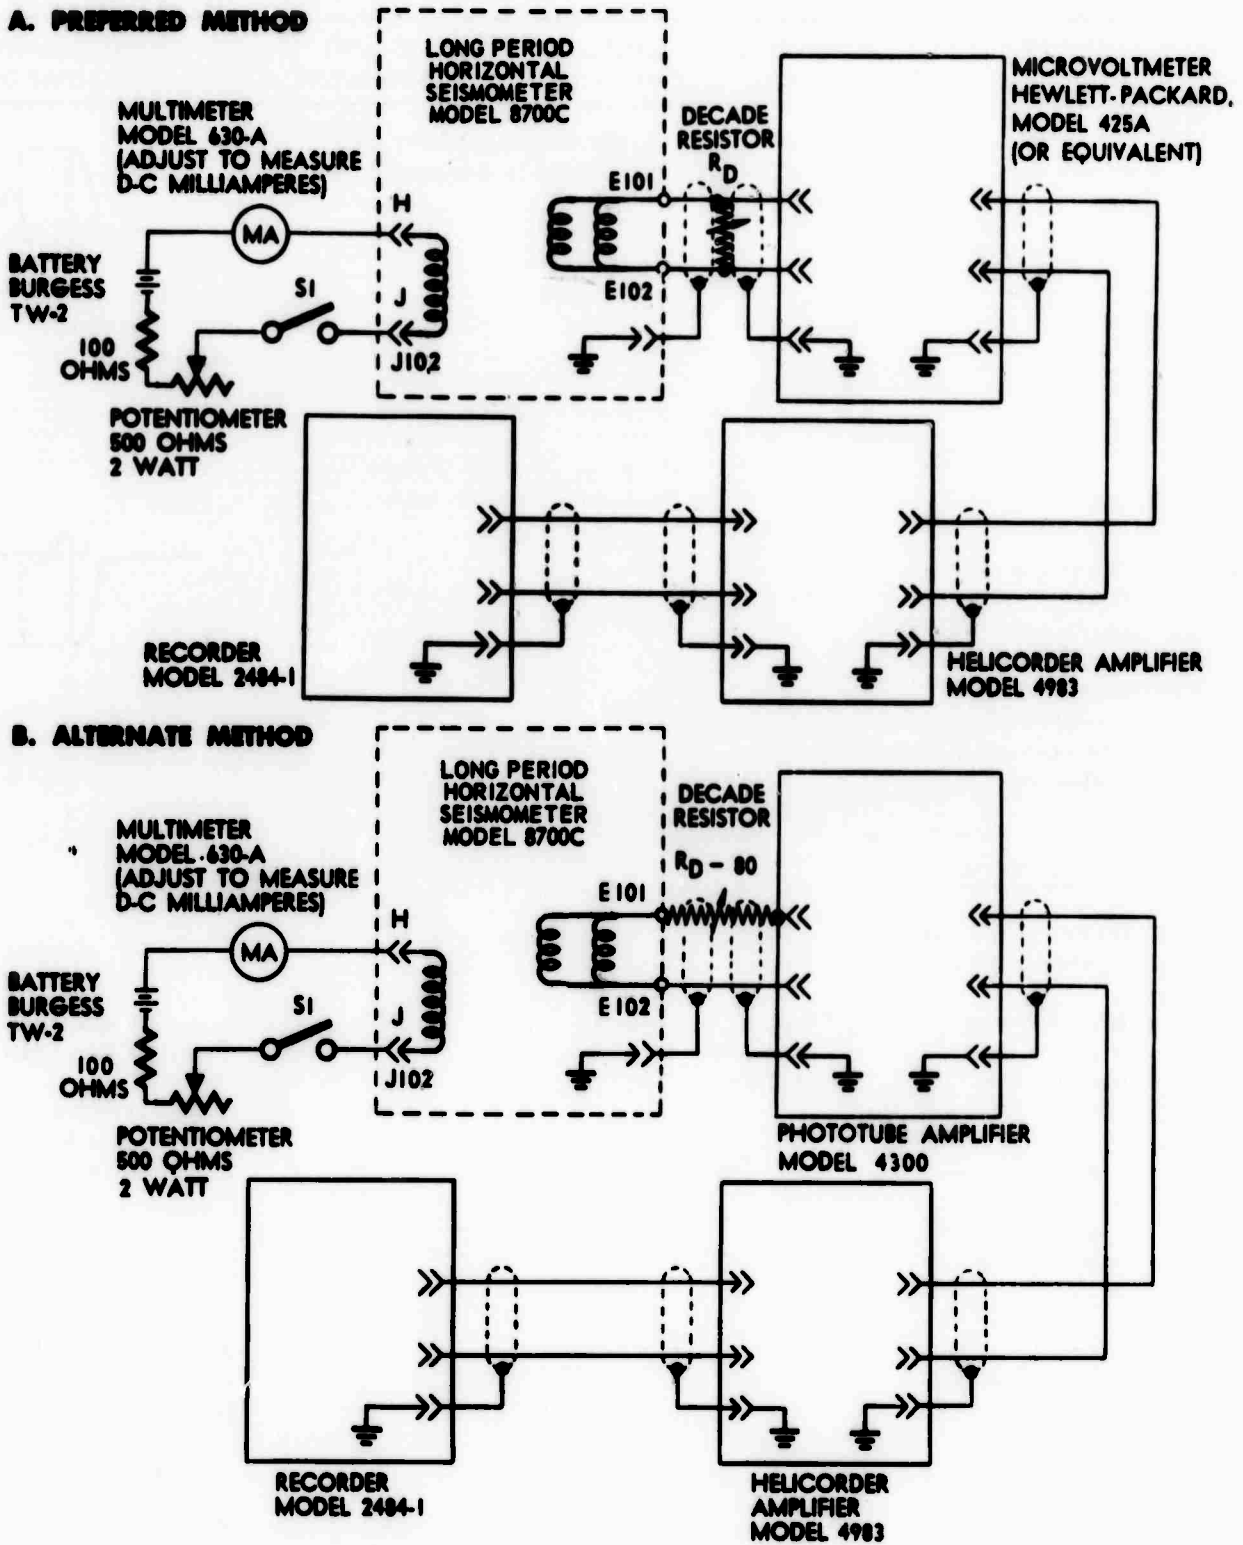 A. PREFERRED METHOD
LONG PERIOD
HORIZONTAL
SEISMOMETER
MODEL 8700C
MICROVOLTMETER
HEWLETT-PACKARD,
MODEL 425A
(OR EQUIVALENT)
MULTIMETER
MODEL 630-A
(ADJUST TO MEASURE
D-C MILLIAMPERES)
DECADE
RESISTOR
RD
E101
H
MA
BATTERY
BURGESS
TW-2
S1
J
E102
100
OHMS
J102
POTENTIOMETER
500 OHMS
2 WATT
RECORDER
MODEL 2484-1
HELICORDER AMPLIFIER
MODEL 4983
B. ALTERNATE METHOD
LONG PERIOD
HORIZONTAL
SEISMOMETER
MODEL 8700C
DECADE
RESISTOR
MULTIMETER
MODEL 630-A
(ADJUST TO MEASURE
D-C MILLIAMPERES)
RD - 80
E101
H
MA
BATTERY
BURGESS
TW-2
S1
J
E102
100
OHMS
J102
POTENTIOMETER
500 OHMS
2 WATT
PHOTOTUBE AMPLIFIER
MODEL 4300
RECORDER
MODEL 2484-1
HELICORDER
AMPLIFIER
MODEL 4983